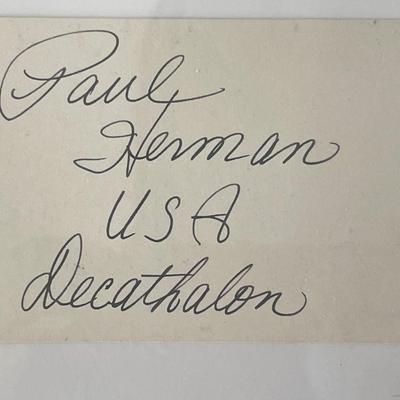 Paul
Herman
USA
Decathalon